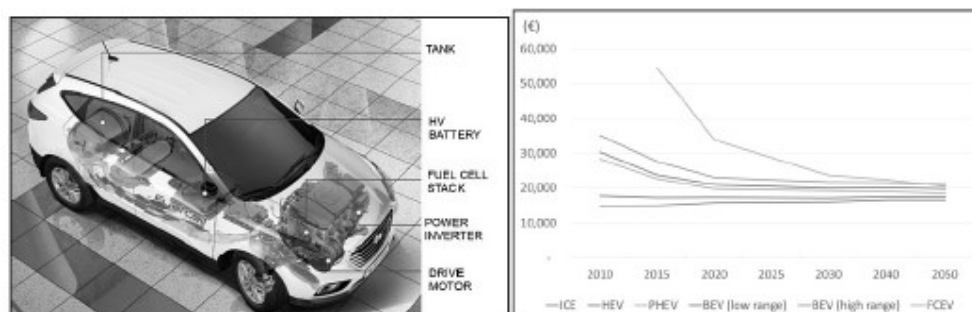 TANK
HV
BATTERY
FUEL CELL
STACK
POWER
INVERTER
DRIVE
MOTOR
(€)
60,000
50,000
40,000
30,000
20,000
10,000
-
2010 2015 2020 2025 2030 2040 2050
ICE HEV PHEV BEV (low range) BEV (high range) FCEV